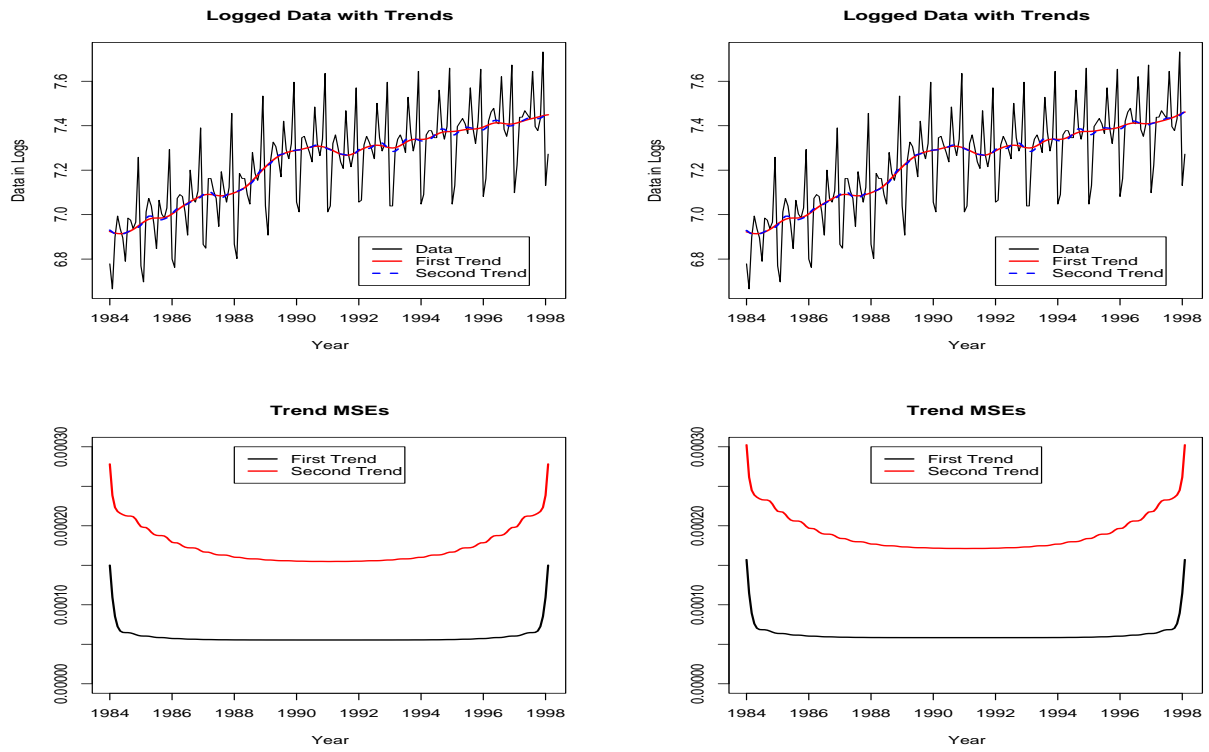 Logged Data with Trends
Data in Logs
7.6
7.4
7.2
7.0
6.8
Data
First Trend
Second Trend
1984 1986 1988 1990 1992 1994 1996 1998
Year
Logged Data with Trends
Data in Logs
7.6
7.4
7.2
7.0
6.8
Data
First Trend
Second Trend
1984 1986 1988 1990 1992 1994 1996 1998
Year
Trend MSEs
0.00030
0.00020
0.00010
0.00000
First Trend
Second Trend
1984 1986 1988 1990 1992 1994 1996 1998
Year
Trend MSEs
0.00030
0.00020
0.00010
0.00000
First Trend
Second Trend
1984 1986 1988 1990 1992 1994 1996 1998
Year